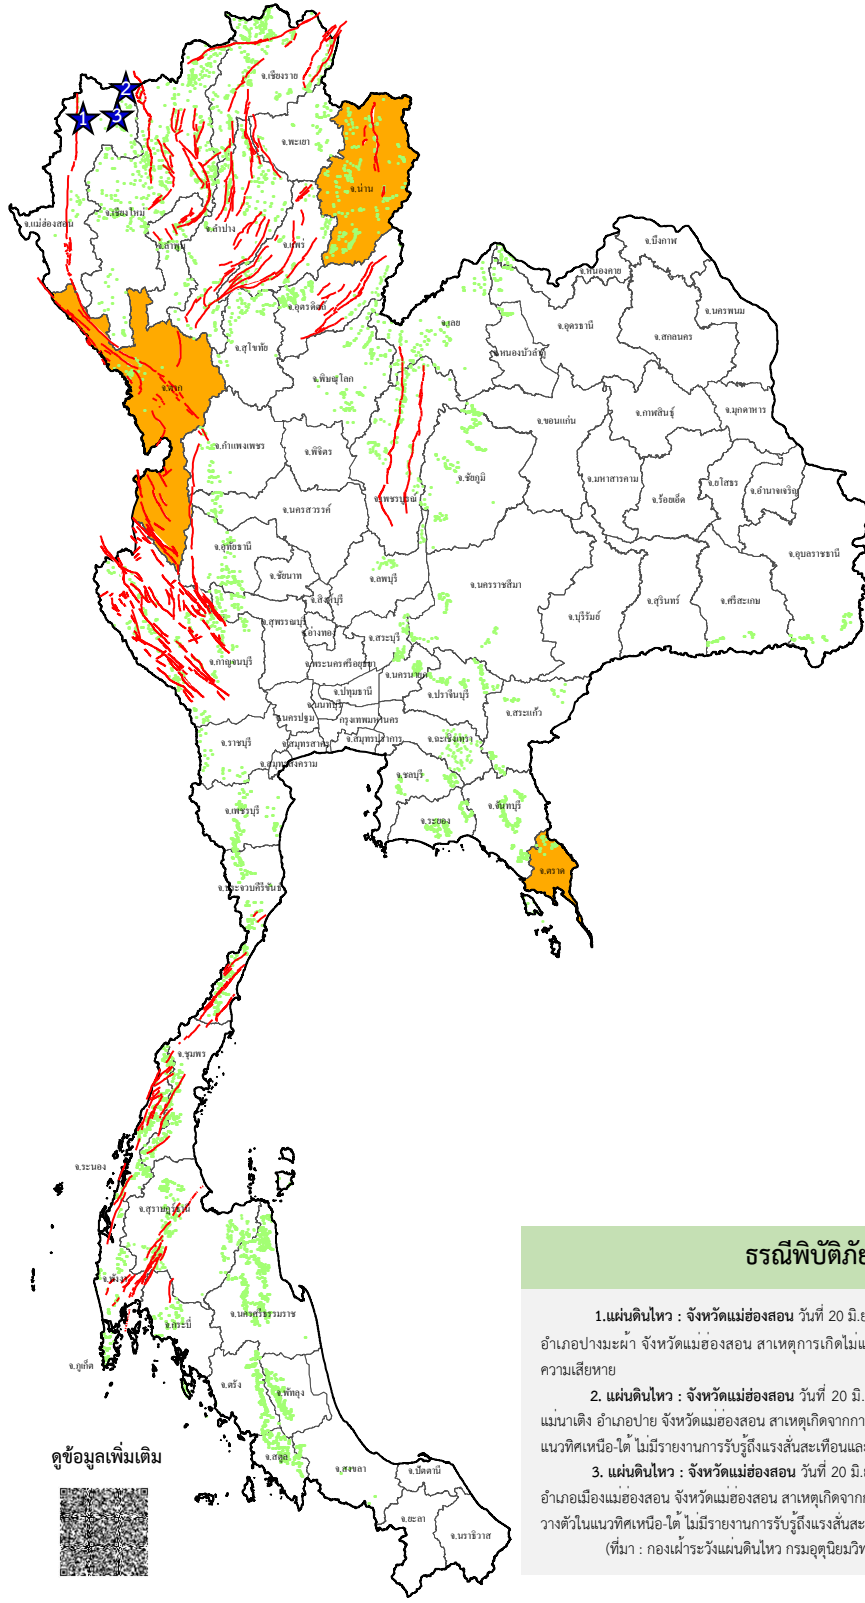 จ.เชียงราย
จ.พะเยา
จ.น่าน
จ.แม่ฮ่องสอน
จ.เชียงใหม่
จ.ลำปาง
จ.ลำพูน
จ.แพร่
จ.อุตรดิตถ์
จ.สุโขทัย
จ.ตาก
จ.พิษณุโลก
จ.เลย
จ.หนองบัวลำภู
จ.อุดรธานี
จ.หนองคาย
จ.บึงกาฬ
จ.นครพนม
จ.สกลนคร
จ.กำแพงเพชร
จ.พิจิตร
จ.เพชรบูรณ์
จ.ชัยภูมิ
จ.ขอนแก่น
จ.กาฬสินธุ์
จ.มุกดาหาร
จ.มหาสารคาม
จ.ร้อยเอ็ด
จ.ยโสธร
จ.อำนาจเจริญ
จ.นครสวรรค์
จ.อุทัยธานี
จ.ชัยนาท
จ.ลพบุรี
จ.นครราชสีมา
จ.บุรีรัมย์
จ.สุรินทร์
จ.ศรีสะเกษ
จ.อุบลราชธานี
จ.สิงห์บุรี
จ.สุพรรณบุรี
จ.อ่างทอง
จ.สระบุรี
จ.กาญจนบุรี
จ.พระนครศรีอยุธยา
จ.นครนายก
จ.ปทุมธานี
จ.ปราจีนบุรี
จ.นนทบุรี
จ.นครปฐม
กรุงเทพมหานคร
จ.สระแก้ว
จ.ราชบุรี
จ.สมุทรสาคร
จ.สมุทรปราการ
จ.ฉะเชิงเทรา
จ.สมุทรสงคราม
จ.ชลบุรี
จ.เพชรบุรี
จ.ระยอง
จ.จันทบุรี
จ.ตราด
จ.ประจวบคีรีขันธ์
จ.ชุมพร
จ.ระนอง
จ.สุราษฎร์ธานี
จ.พังงา
จ.กระบี่
จ.นครศรีธรรมราช
จ.ภูเก็ต
จ.ตรัง
จ.พัทลุง
จ.สตูล
จ.สงขลา
จ.ปัตตานี
จ.ยะลา
จ.นราธิวาส
1
2
3
ดูข้อมูลเพิ่มเติม
ธรณีพิบัติภัย
1.แผ่นดินไหว : จังหวัดแม่ฮ่องสอน วันที่ 20 มิ.ย
อำเภอปางมะผ้า จังหวัดแม่ฮ่องสอน สาเหตุการเกิดไม่แ
ความเสียหาย
2. แผ่นดินไหว : จังหวัดแม่ฮ่องสอน วันที่ 20 มิ.
แม่นาเติง อำเภอปาย จังหวัดแม่ฮ่องสอน สาเหตุเกิดจากกา
แนวทิศเหนือ-ใต้ ไม่มีรายงานการรับรู้ถึงแรงสั่นสะเทือนและ
3. แผ่นดินไหว : จังหวัดแม่ฮ่องสอน วันที่ 20 มิ.ย
อำเภอเมืองแม่ฮ่องสอน จังหวัดแม่ฮ่องสอน สาเหตุเกิดจาก
วางตัวในแนวทิศเหนือ-ใต้ ไม่มีรายงานการรับรู้ถึงแรงสั่นสะ
(ที่มา : กองเฝ้าระวังแผ่นดินไหว กรมอุตุนิยมวิท